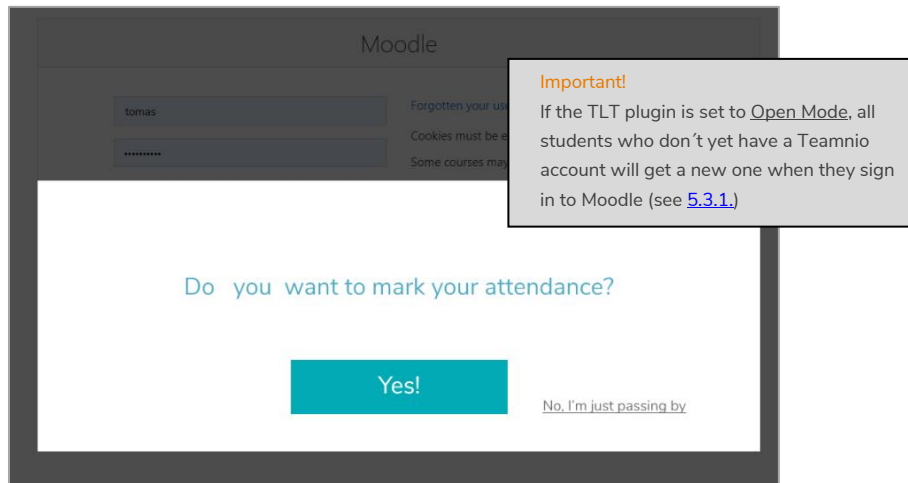 Moodle
Important!
If the TLT plugin is set to Open Mode, all
students who don´t yet have a Teamnio
account will get a new one when they sign
in to Moodle (see 5.3.1.)
tomas
••••••••••
Forgotten your
Cookies must be
Some courses may
Do you want to mark your attendance?
Yes!
No, I'm just passing by